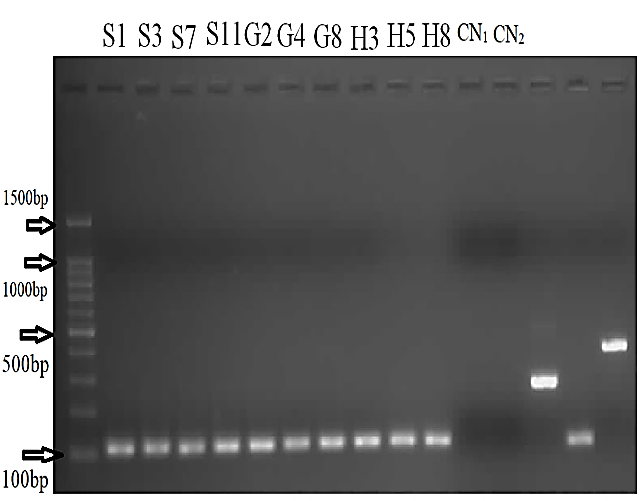 S1 S3 S7 S11 G2 G4 G8 H3 H5 H8 CN₁ CN₂
1500bp
1000bp
500bp
100bp